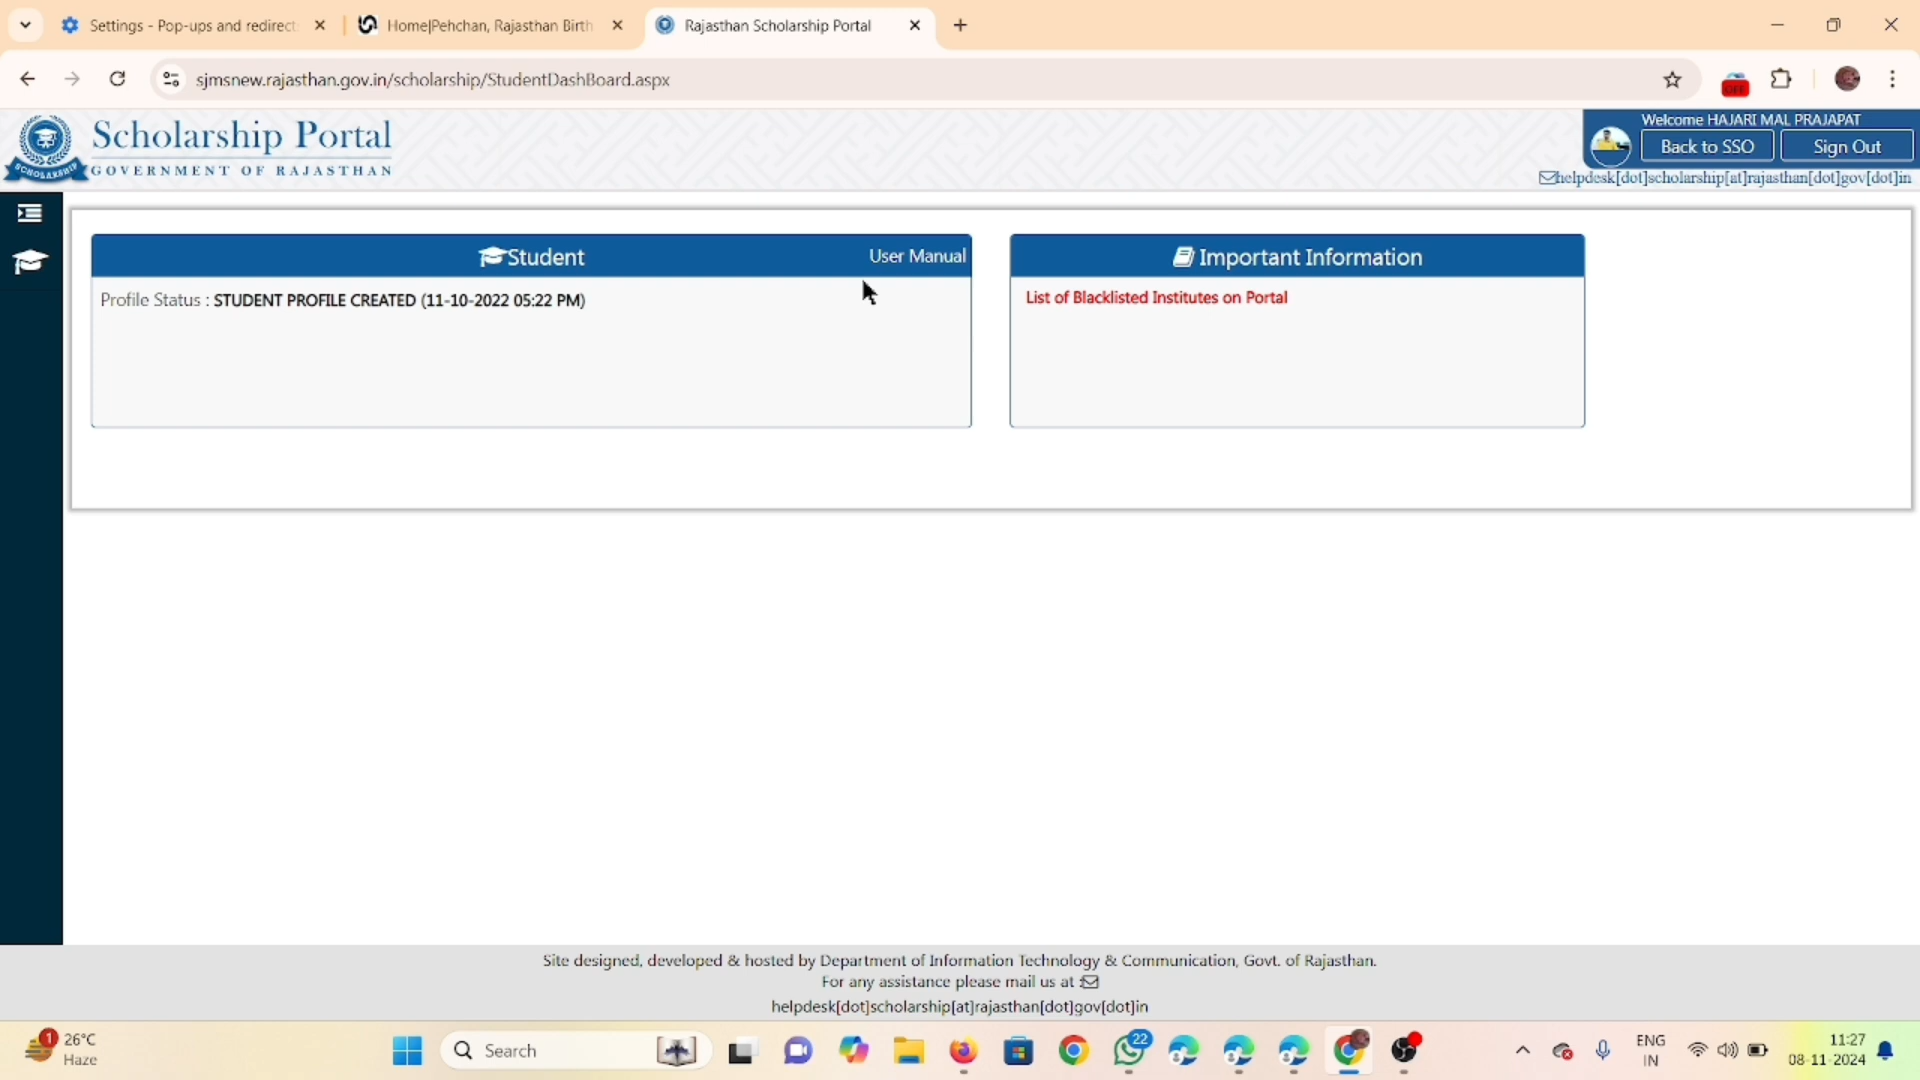 Settings - Pop-ups and redirect
Home|Pehchan, Rajasthan Birth
Rajasthan Scholarship Portal
sjmsnew.rajasthan.gov.in/scholarship/StudentDashBoard.aspx
OFF
SCHOLARSHIP
Scholarship Portal
GOVERNMENT OF RAJASTHAN
Welcome HAJARI MAL PRAJAPAT
Back to SSO
Sign Out
helpdesk[dot]scholarship[at]rajasthan[dot]gov[dot]in
Student
User Manual
Important Information
Profile Status : STUDENT PROFILE CREATED (11-10-2022 05:22 PM)
List of Blacklisted Institutes on Portal
Site designed, developed & hosted by Department of Information Technology & Communication, Govt. of Rajasthan.
For any assistance please mail us at :
helpdesk[dot]scholarship[at]rajasthan[dot]gov[dot]in
1
26°C
Haze
Search
22
ENG
IN
11:27
08-11-2024